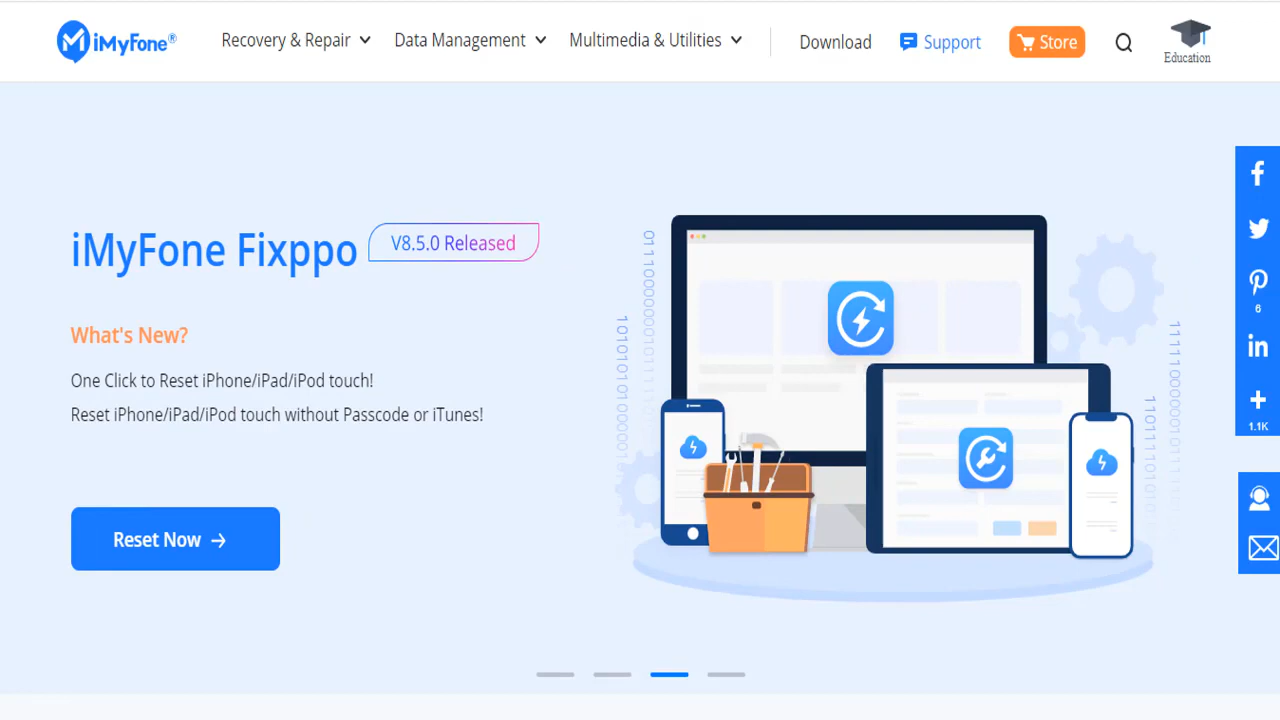 iMyFone®
Recovery & Repair
Data Management
Multimedia & Utilities
Download
Support
Store
Education
iMyFone Fixppo
V8.5.0 Released
What's New?
One Click to Reset iPhone/iPad/iPod touch!
Reset iPhone/iPad/iPod touch without Passcode or iTunes!
Reset Now →
6
1.1K